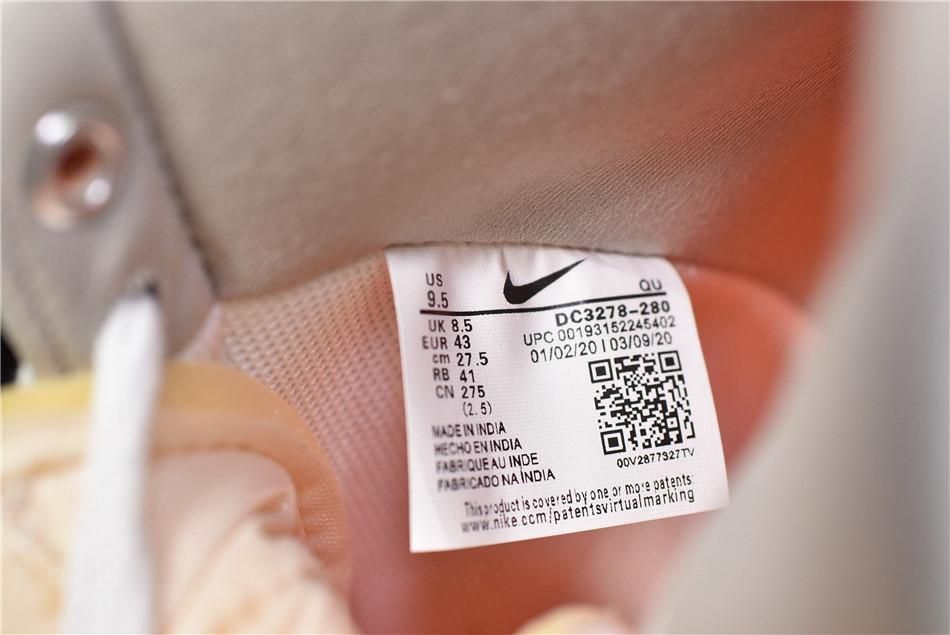 US
9.5
QU
DC3278-280
UPC 00193152245402
01/02/20 | 03/09/20
UK 8.5
EUR 43
cm 27.5
RB 41
CN 275
(2.5)
MADE IN INDIA
HECHO EN INDIA
FABRIQUE AU INDE
FABRICADO NA INDIA
00V2877327TV
This product is covered by one or more patents:
www.nike.com/patentsvirtualmarking